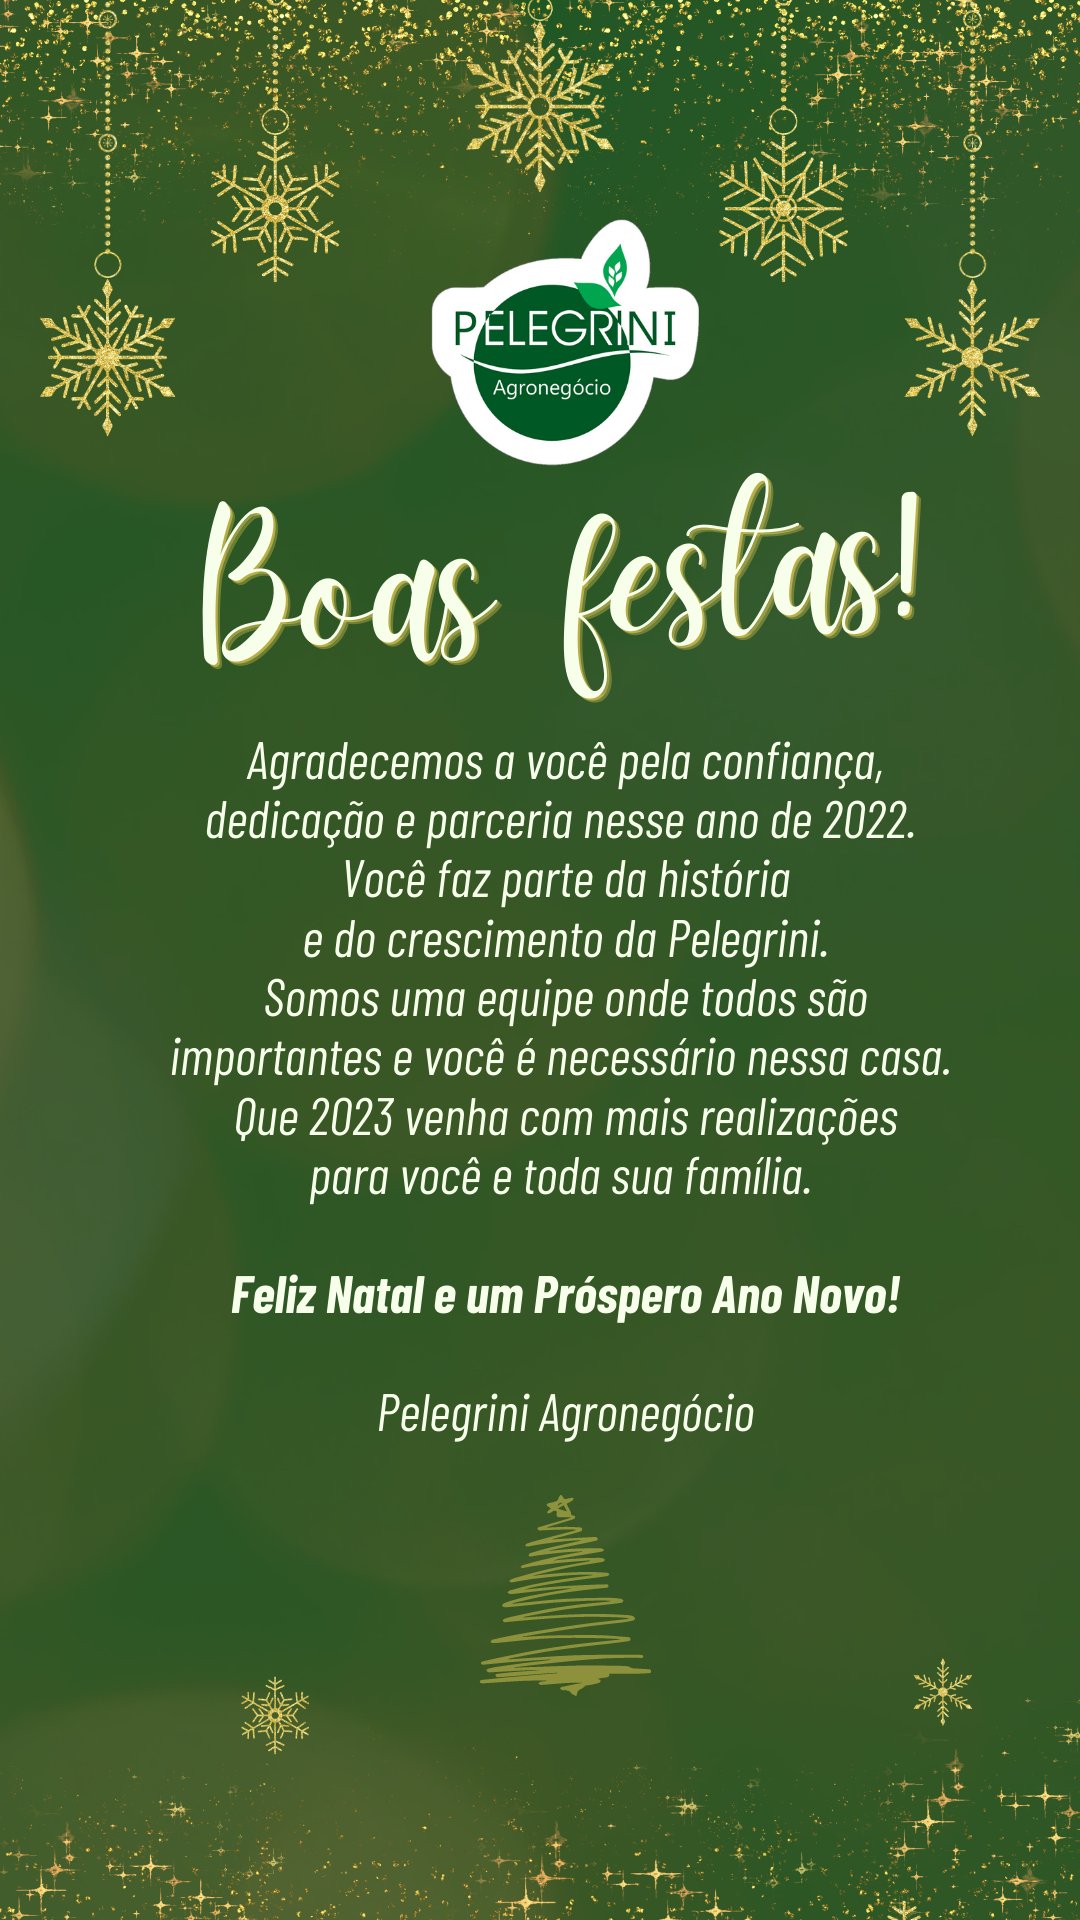 PELEGRINI
Agronegócio
Boas festas!
Agradecemos a você pela confiança,
dedicação e parceria nesse ano de 2022.
Você faz parte da história
e do crescimento da Pelegrini.
Somos uma equipe onde todos são
importantes e você é necessário nessa casa.
Que 2023 venha com mais realizações
para você e toda sua família.
Feliz Natal e um Próspero Ano Novo!
Pelegrini Agronegócio